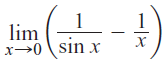 lim x→0 (1/sin x − 1/x)